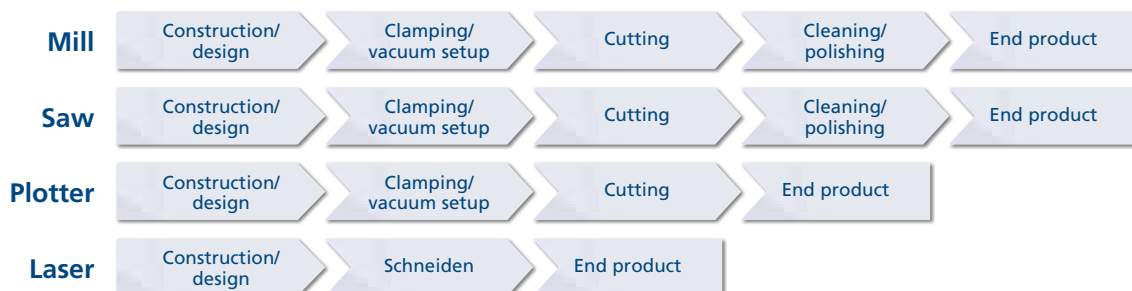 Mill
Construction/
design
Clamping/
vacuum setup
Cutting
Cleaning/
polishing
End product
Saw
Construction/
design
Clamping/
vacuum setup
Cutting
Cleaning/
polishing
End product
Plotter
Construction/
design
Clamping/
vacuum setup
Cutting
End product
Laser
Construction/
design
Schneiden
End product